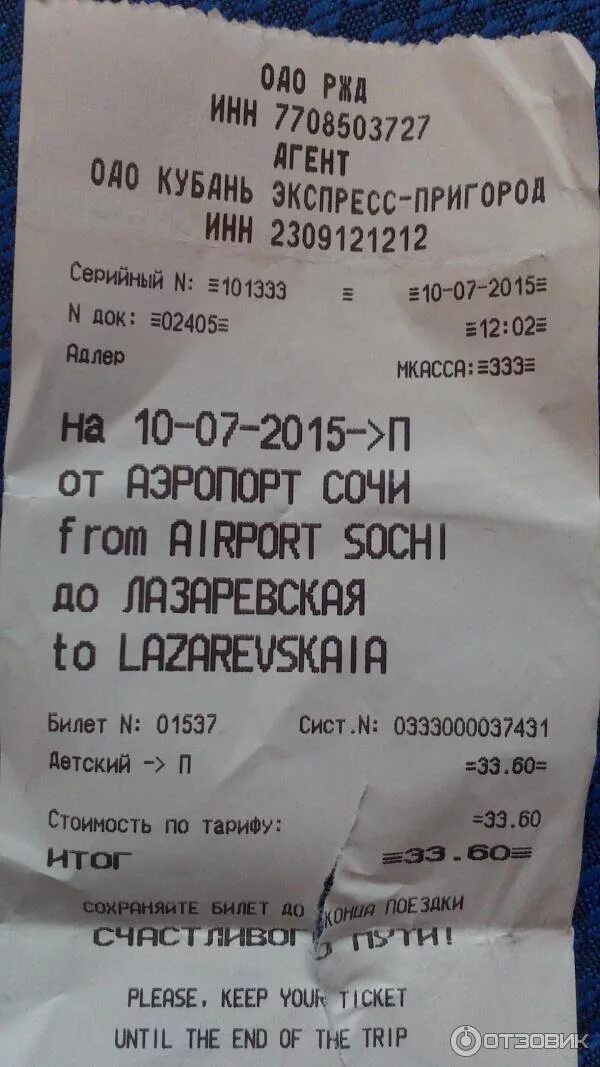 ОАО РЖД
ИНН 7708503727
АГЕНТ
ОАО КУБАНЬ ЭКСПРЕСС-ПРИГОРОД
ИНН 2309121212
Серийный N: ≡101333 ≡ ≡10-07-2015≡
N док: ≡02405≡ ≡12:02≡
Адлер МКАССА:≡333≡
на 10-07-2015->П
от АЭРОПОРТ СОЧИ
from AIRPORT SOCHI
до ЛАЗАРЕВСКАЯ
to LAZAREVSKAIA
Билет N: 01537 Сист.N: 0333000037431
Детский -> П =33.60=
Стоимость по тарифу: =33.60
ИТОГ ≡33.60≡
СОХРАНЯЙТЕ БИЛЕТ ДО КОНЦА ПОЕЗДКИ
СЧАСТЛИВОГО ПУТИ!
PLEASE, KEEP YOUR TICKET
UNTIL THE END OF THE TRIP
ОТЗОВИК